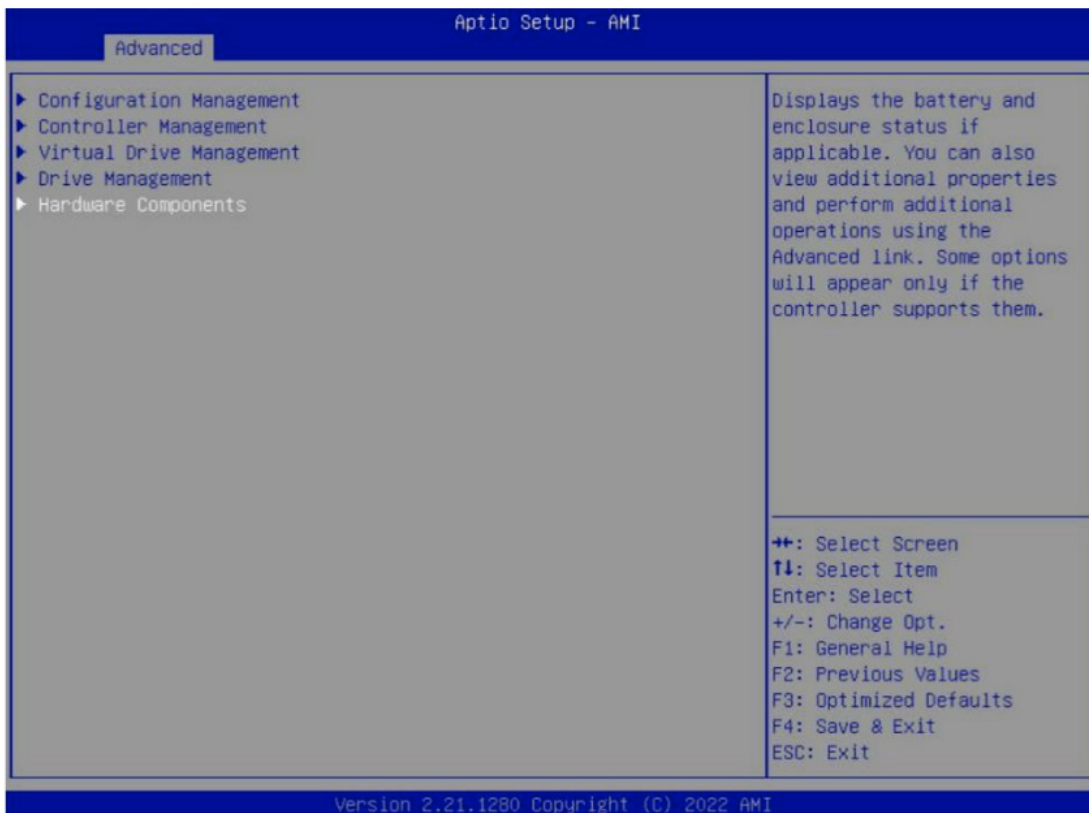 Aptio Setup - AMI
Advanced
Configuration Management
Controller Management
Virtual Drive Management
Drive Management
Hardware Components
Displays the battery and
enclosure status if
applicable. You can also
view additional properties
and perform additional
operations using the
Advanced link. Some options
will appear only if the
controller supports them.
→←: Select Screen
↑↓: Select Item
Enter: Select
+/-: Change Opt.
F1: General Help
F2: Previous Values
F3: Optimized Defaults
F4: Save & Exit
ESC: Exit
Version 2.21.1280 Copyright (C) 2022 AMI